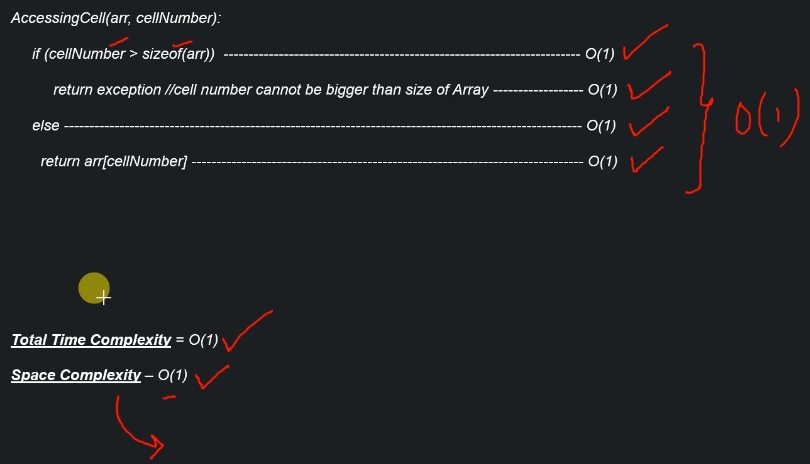 AccessingCell(arr, cellNumber):
if (cellNumber > sizeof(arr)) ------------------------------------------------------------------------ O(1)
return exception //cell number cannot be bigger than size of Array ------------------ O(1)
else -------------------------------------------------------------------------------------------------------- O(1)
return arr[cellNumber] ------------------------------------------------------------------------------- O(1)
O(1)
Total Time Complexity = O(1)
Space Complexity – O(1)